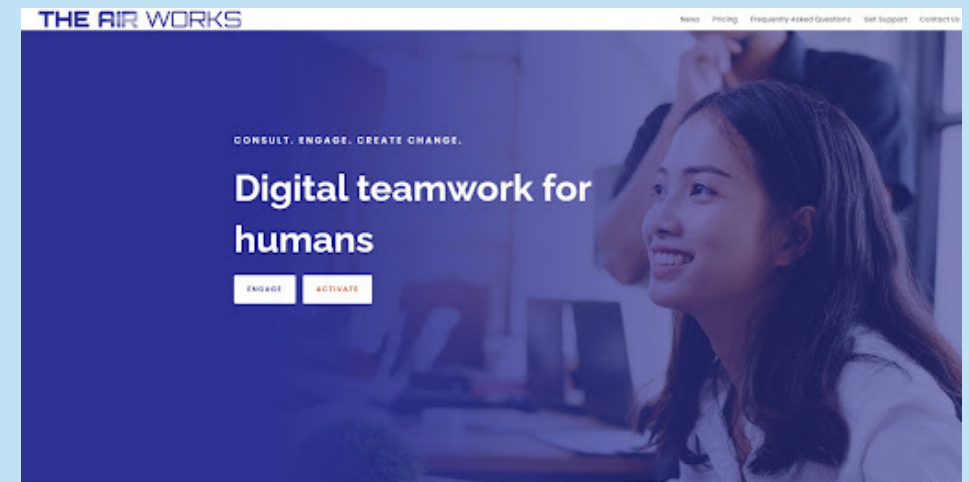 THE AIR WORKS
News Pricing Frequently Asked Questions Get Support Contact Us
CONSULT. ENGAGE. CREATE CHANGE.
Digital teamwork for
humans
ENGAGE ACTIVATE